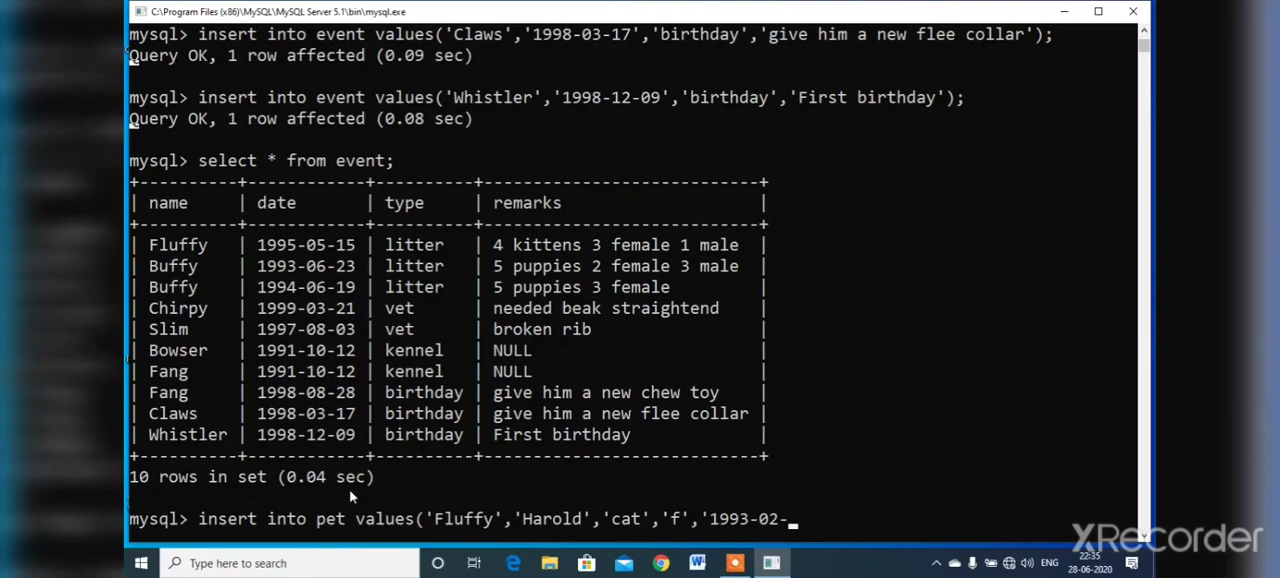 C:\Program Files (x86)\MySQL\MySQL Server 5.1\bin\mysql.exe
mysql> insert into event values('Claws','1998-03-17','birthday','give him a new flee collar');
Query OK, 1 row affected (0.09 sec)
mysql> insert into event values('Whistler','1998-12-09','birthday','First birthday');
Query OK, 1 row affected (0.08 sec)
mysql> select * from event;
+----------+------------+----------+----------------------------+
| name | date | type | remarks |
+----------+------------+----------+----------------------------+
| Fluffy | 1995-05-15 | litter | 4 kittens 3 female 1 male |
| Buffy | 1993-06-23 | litter | 5 puppies 2 female 3 male |
| Buffy | 1994-06-19 | litter | 5 puppies 3 female |
| Chirpy | 1999-03-21 | vet | needed beak straightend |
| Slim | 1997-08-03 | vet | broken rib |
| Bowser | 1991-10-12 | kennel | NULL |
| Fang | 1991-10-12 | kennel | NULL |
| Fang | 1998-08-28 | birthday | give him a new chew toy |
| Claws | 1998-03-17 | birthday | give him a new flee collar |
| Whistler | 1998-12-09 | birthday | First birthday |
+----------+------------+----------+----------------------------+
10 rows in set (0.04 sec)
mysql> insert into pet values('Fluffy','Harold','cat','f','1993-02-
XRecorder
Type here to search
ENG
22:35
28-06-2020